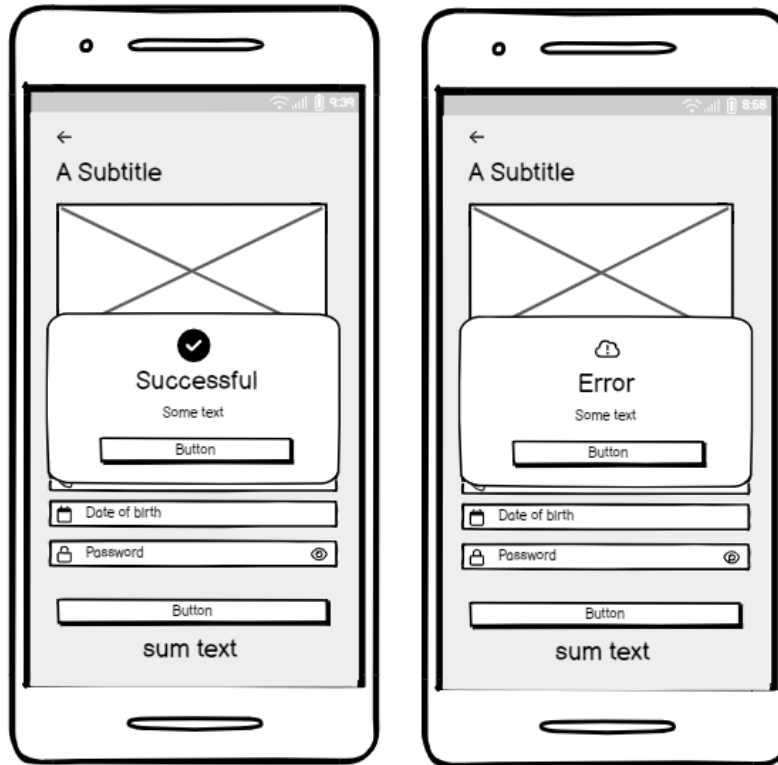 9:39
A Subtitle
Successful
Some text
Button
Date of birth
Password
Button
sum text
8:58
A Subtitle
Error
Some text
Button
Date of birth
Password
Button
sum text